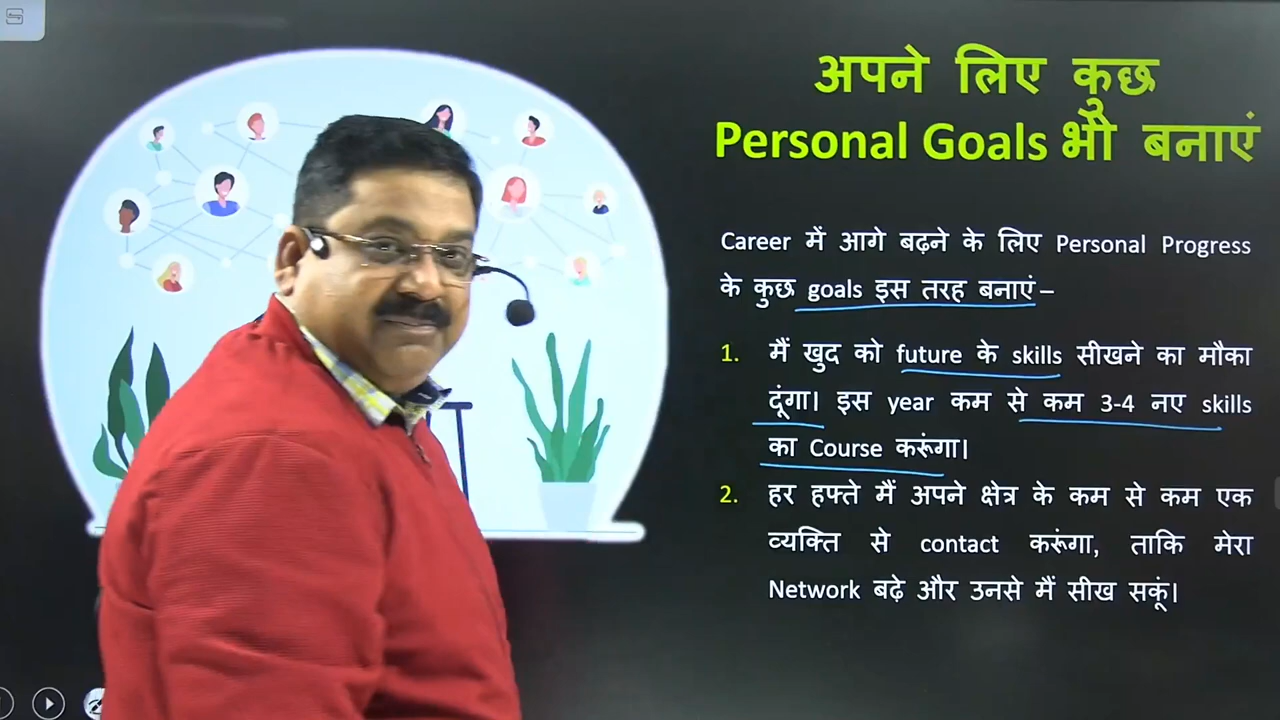 अपने लिए कुछ
Personal Goals भी बनाएं
Career में आगे बढ़ने के लिए Personal Progress
के कुछ goals इस तरह बनाएं –
1. मैं खुद को future के skills सीखने का मौका
दूंगा। इस year कम से कम 3-4 नए skills
का Course करूंगा।
2. हर हफ्ते मैं अपने क्षेत्र के कम से कम एक
व्यक्ति से contact करूंगा, ताकि मेरा
Network बढ़े और उनसे मैं सीख सकूं।